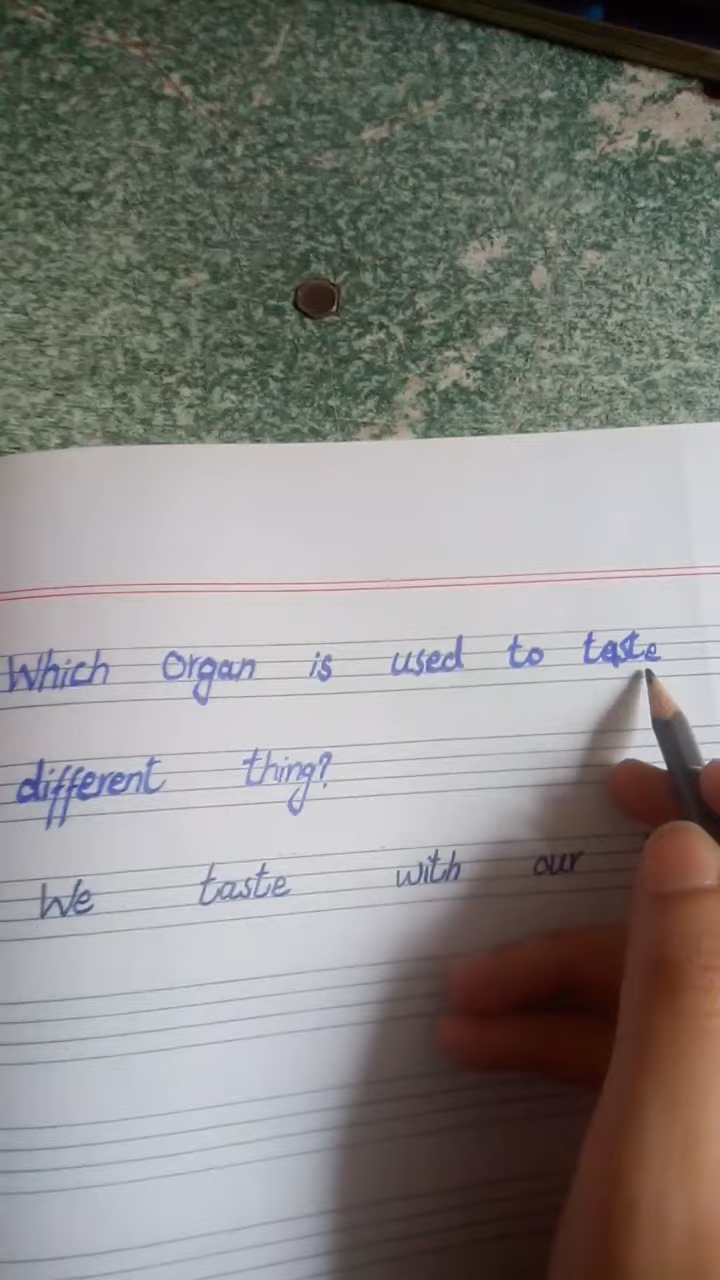 Which Organ is used to taste
different thing?
We taste with our